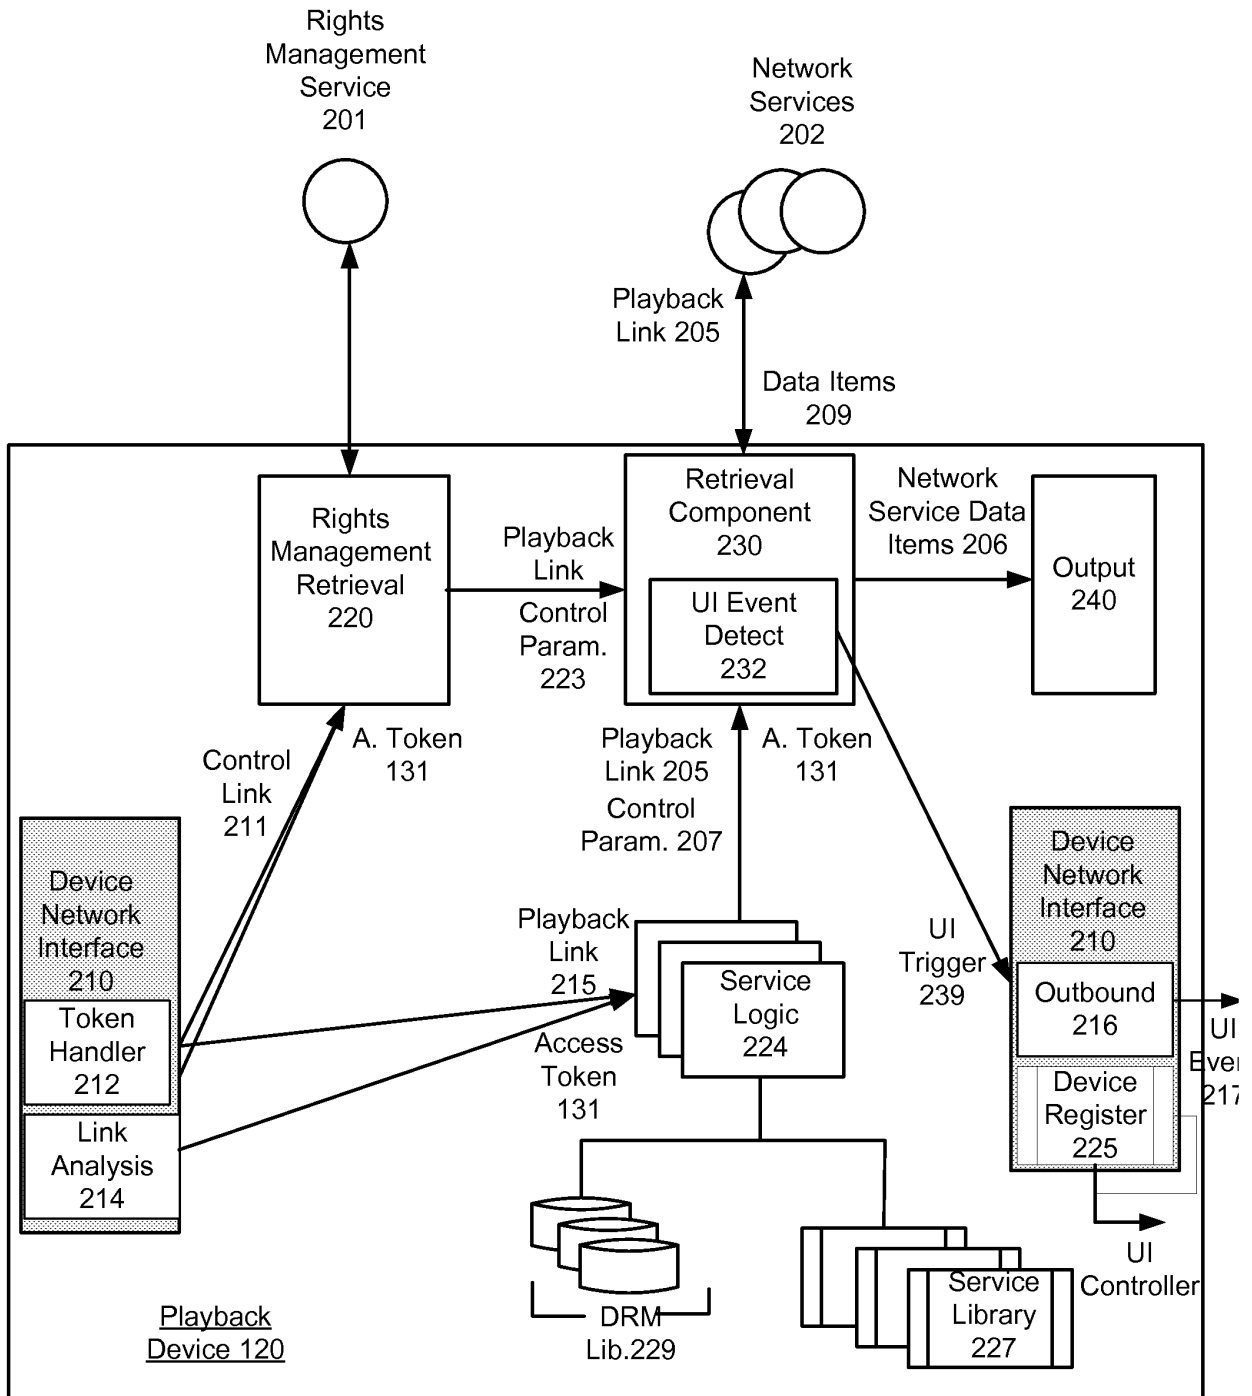 Rights
Management
Service
201
Network
Services
202
Playback
Link 205
Data Items
209
Rights
Management
Retrieval
220
Playback
Link
Control
Param.
223
Retrieval
Component
230
UI Event
Detect
232
Network
Service Data
Items 206
Output
240
Control
Link
211
A. Token
131
Playback
Link 205
Control
Param. 207
A. Token
131
Device
Network
Interface
210
Token
Handler
212
Link
Analysis
214
Playback
Link
215
Access
Token
131
Service
Logic
224
UI
Trigger
239
Device
Network
Interface
210
Outbound
216
Device
Register
225
UI
Even
217
UI
Controller
DRM
Lib.229
Service
Library
227
Playback
Device 120